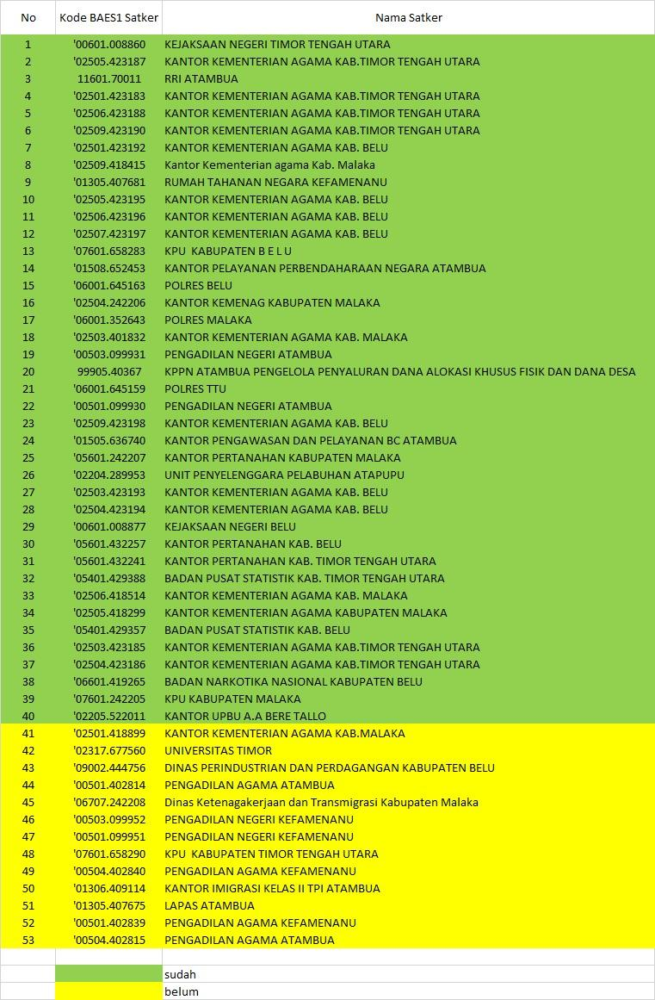 No Kode BAES1 Satker Nama Satker
1 '00601.008860 KEJAKSAAN NEGERI TIMOR TENGAH UTARA
2 '02505.423187 KANTOR KEMENTERIAN AGAMA KAB.TIMOR TENGAH UTARA
3 11601.70011 RRI ATAMBUA
4 '02501.423183 KANTOR KEMENTERIAN AGAMA KAB.TIMOR TENGAH UTARA
5 '02506.423188 KANTOR KEMENTERIAN AGAMA KAB.TIMOR TENGAH UTARA
6 '02509.423190 KANTOR KEMENTERIAN AGAMA KAB.TIMOR TENGAH UTARA
7 '02501.423192 KANTOR KEMENTERIAN AGAMA KAB. BELU
8 '02509.418415 Kantor Kementerian agama Kab. Malaka
9 '01305.407681 RUMAH TAHANAN NEGARA KEFAMENANU
10 '02505.423195 KANTOR KEMENTERIAN AGAMA KAB. BELU
11 '02506.423196 KANTOR KEMENTERIAN AGAMA KAB. BELU
12 '02507.423197 KANTOR KEMENTERIAN AGAMA KAB. BELU
13 '07601.658283 KPU KABUPATEN B E L U
14 '01508.652453 KANTOR PELAYANAN PERBENDAHARAAN NEGARA ATAMBUA
15 '06001.645163 POLRES BELU
16 '02504.242206 KANTOR KEMENAG KABUPATEN MALAKA
17 '06001.352643 POLRES MALAKA
18 '02503.401832 KANTOR KEMENTERIAN AGAMA KAB. MALAKA
19 '00503.099931 PENGADILAN NEGERI ATAMBUA
20 99905.40367 KPPN ATAMBUA PENGELOLA PENYALURAN DANA ALOKASI KHUSUS FISIK DAN DANA DESA
21 '06001.645159 POLRES TTU
22 '00501.099930 PENGADILAN NEGERI ATAMBUA
23 '02509.423198 KANTOR KEMENTERIAN AGAMA KAB. BELU
24 '01505.636740 KANTOR PENGAWASAN DAN PELAYANAN BC ATAMBUA
25 '05601.242207 KANTOR PERTANAHAN KABUPATEN MALAKA
26 '02204.289953 UNIT PENYELENGGARA PELABUHAN ATAPUPU
27 '02503.423193 KANTOR KEMENTERIAN AGAMA KAB. BELU
28 '02504.423194 KANTOR KEMENTERIAN AGAMA KAB. BELU
29 '00601.008877 KEJAKSAAN NEGERI BELU
30 '05601.432257 KANTOR PERTANAHAN KAB. BELU
31 '05601.432241 KANTOR PERTANAHAN KAB. TIMOR TENGAH UTARA
32 '05401.429388 BADAN PUSAT STATISTIK KAB. TIMOR TENGAH UTARA
33 '02506.418514 KANTOR KEMENTERIAN AGAMA KAB. MALAKA
34 '02505.418299 KANTOR KEMENTERIAN AGAMA KABUPATEN MALAKA
35 '05401.429357 BADAN PUSAT STATISTIK KAB. BELU
36 '02503.423185 KANTOR KEMENTERIAN AGAMA KAB.TIMOR TENGAH UTARA
37 '02504.423186 KANTOR KEMENTERIAN AGAMA KAB.TIMOR TENGAH UTARA
38 '06601.419265 BADAN NARKOTIKA NASIONAL KABUPATEN BELU
39 '07601.242205 KPU KABUPATEN MALAKA
40 '02205.522011 KANTOR UPBU A.A BERE TALLO
41 '02501.418899 KANTOR KEMENTERIAN AGAMA KAB.MALAKA
42 '02317.677560 UNIVERSITAS TIMOR
43 '09002.444756 DINAS PERINDUSTRIAN DAN PERDAGANGAN KABUPATEN BELU
44 '00501.402814 PENGADILAN AGAMA ATAMBUA
45 '06707.242208 Dinas Ketenagakerjaan dan Transmigrasi Kabupaten Malaka
46 '00503.099952 PENGADILAN NEGERI KEFAMENANU
47 '00501.099951 PENGADILAN NEGERI KEFAMENANU
48 '07601.658290 KPU KABUPATEN TIMOR TENGAH UTARA
49 '00504.402840 PENGADILAN AGAMA KEFAMENANU
50 '01306.409114 KANTOR IMIGRASI KELAS II TPI ATAMBUA
51 '01305.407675 LAPAS ATAMBUA
52 '00501.402839 PENGADILAN AGAMA KEFAMENANU
53 '00504.402815 PENGADILAN AGAMA ATAMBUA
sudah
belum